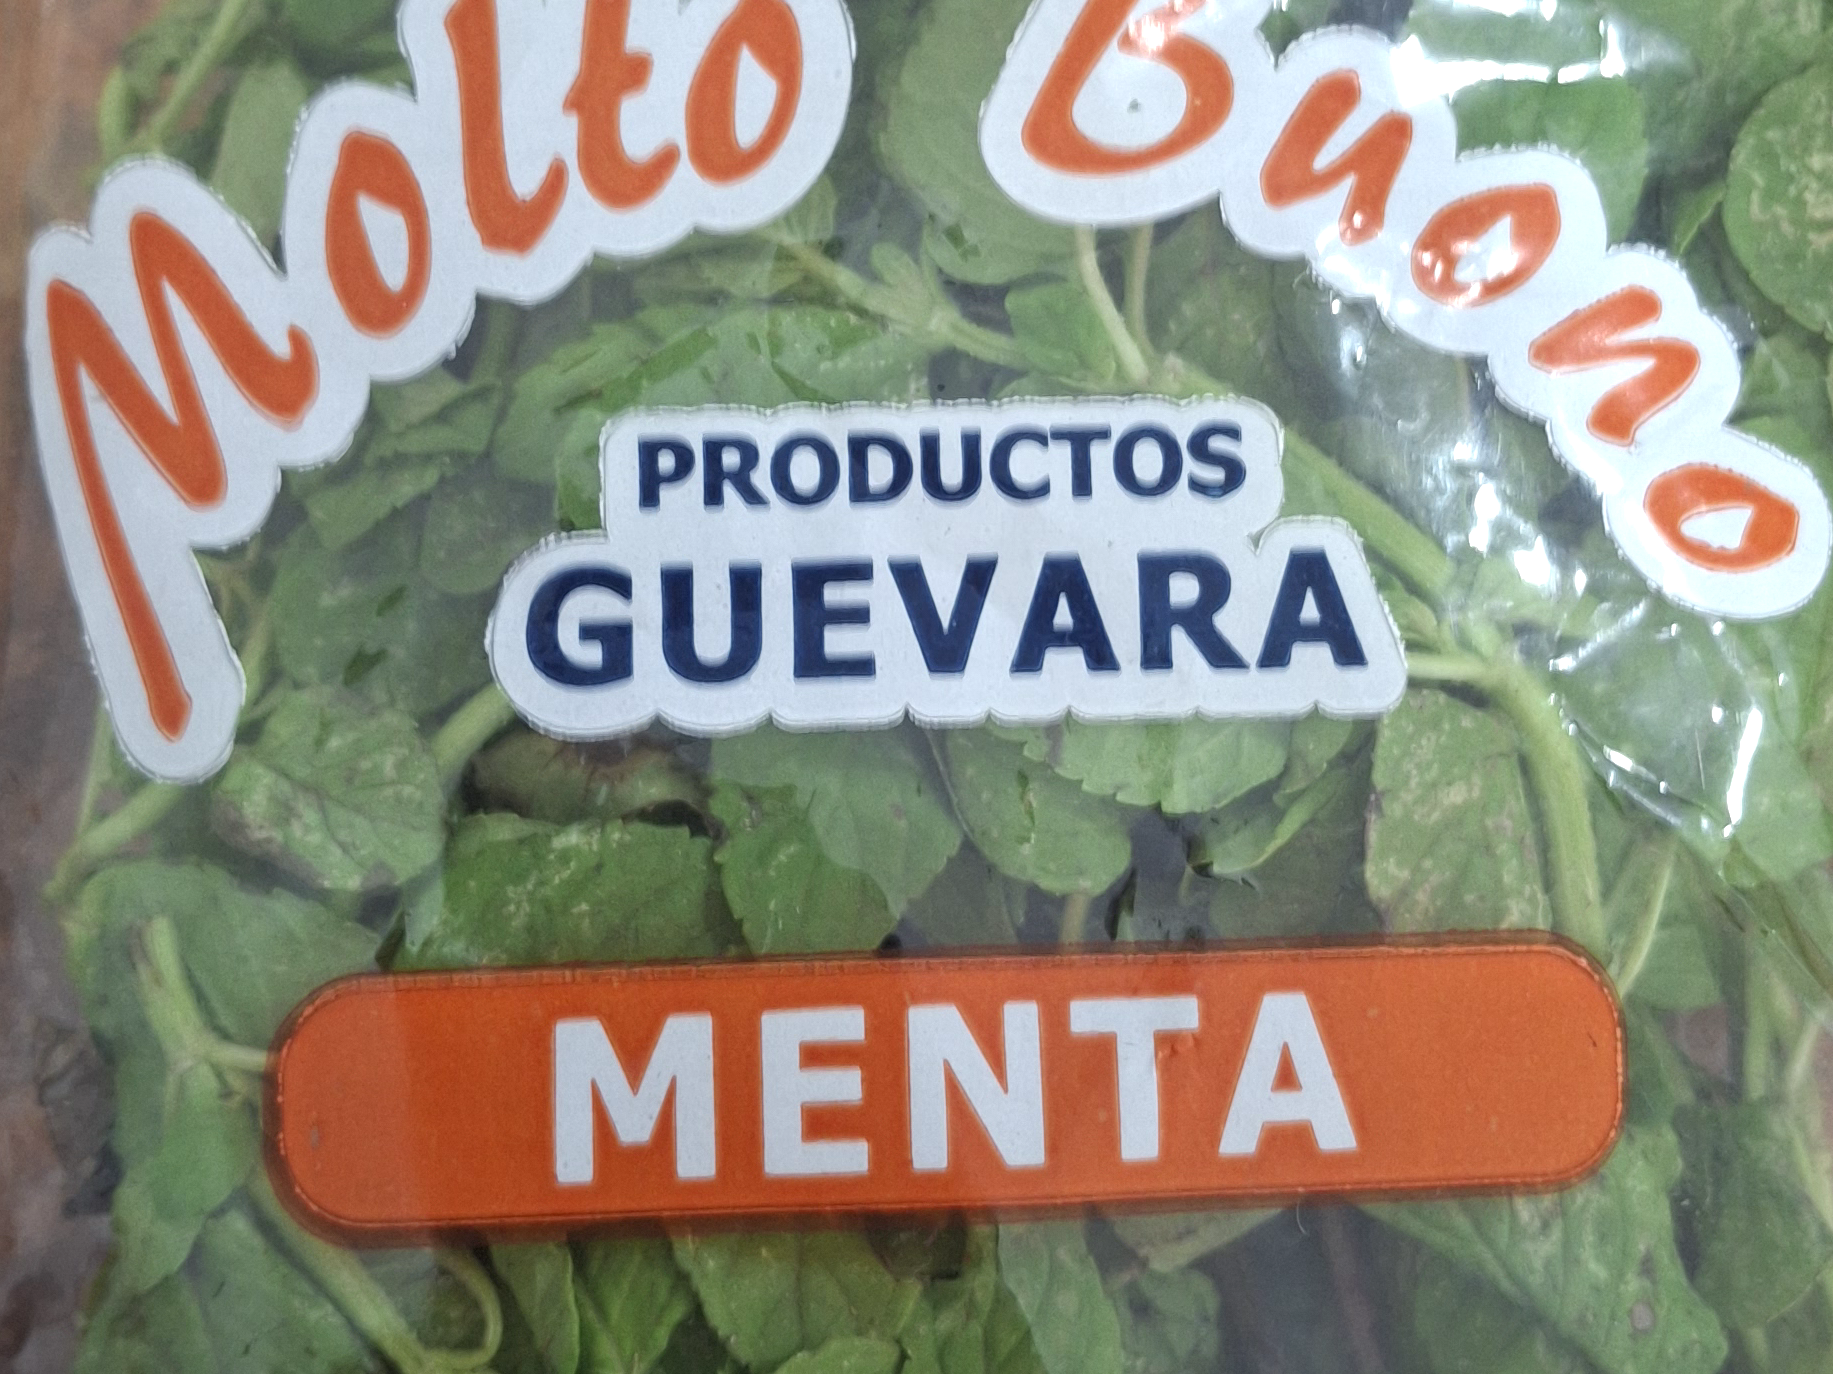 Molto Buono
PRODUCTOS
GUEVARA
MENTA